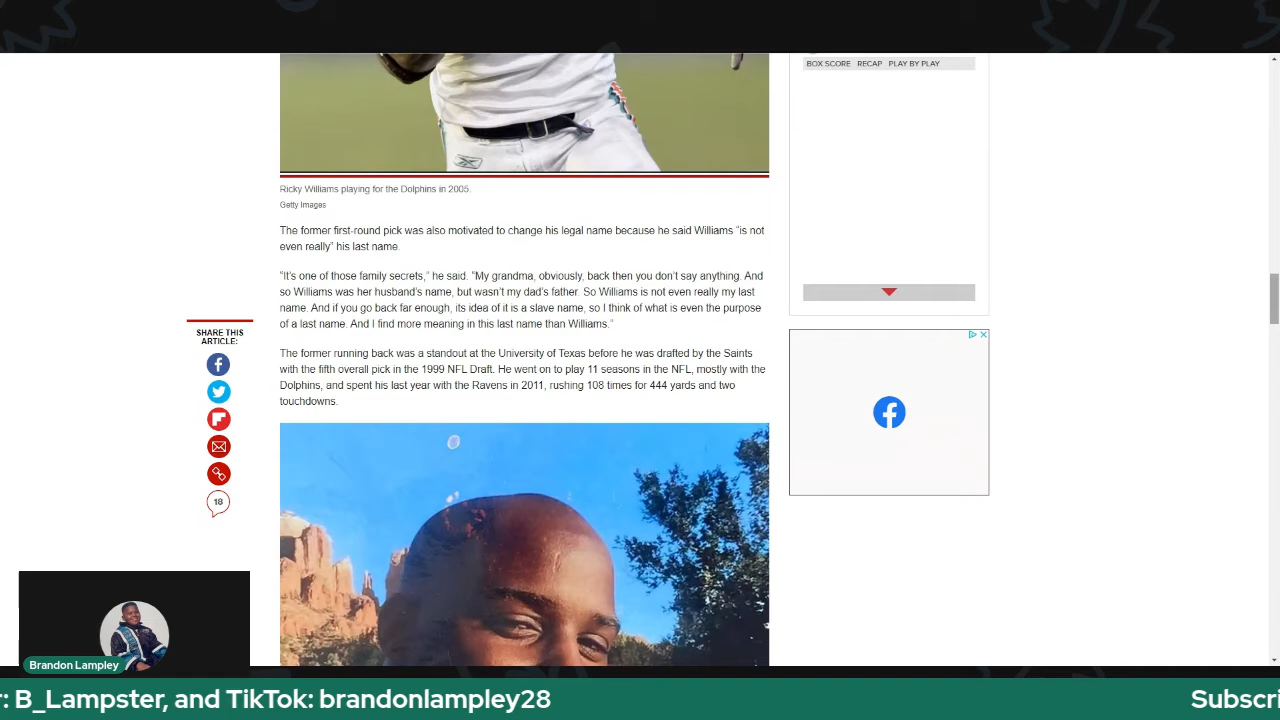 BOX SCORE RECAP PLAY BY PLAY
Ricky Williams playing for the Dolphins in 2005.
Getty Images
The former first-round pick was also motivated to change his legal name because he said Williams “is not
even really” his last name.
“It’s one of those family secrets,” he said. “My grandma, obviously, back then you don’t say anything. And
so Williams was her husband’s name, but wasn’t my dad’s father. So Williams is not even really my last
name. And if you go back far enough, its idea of it is a slave name, so I think of what is even the purpose
of a last name. And I find more meaning in this last name than Williams.”
The former running back was a standout at the University of Texas before he was drafted by the Saints
with the fifth overall pick in the 1999 NFL Draft. He went on to play 11 seasons in the NFL, mostly with the
Dolphins, and spent his last year with the Ravens in 2011, rushing 108 times for 444 yards and two
touchdowns.
SHARE THIS
ARTICLE:
18
Brandon Lampley
r: B_Lampster, and TikTok: brandonlampley28
Subscri